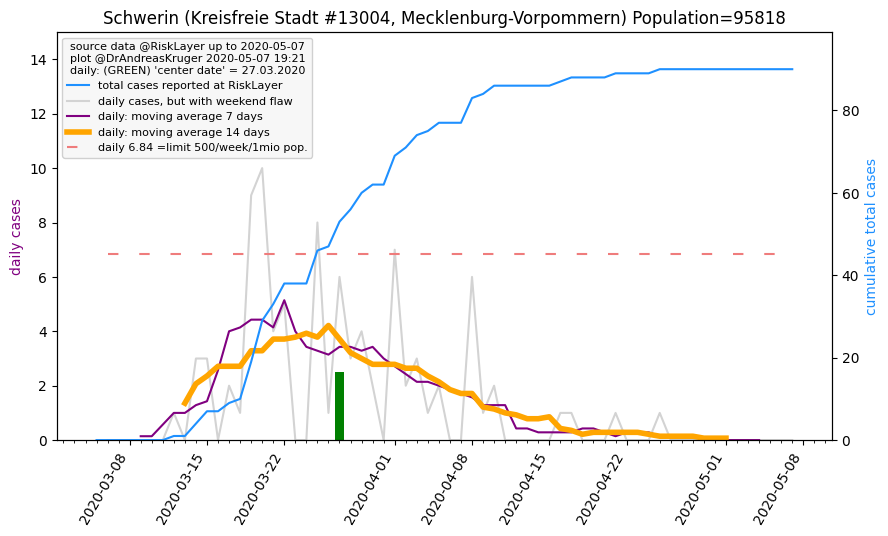 Schwerin (Kreisfreie Stadt #13004, Mecklenburg-Vorpommern) Population=95818
source data @RiskLayer up to 2020-05-07
plot @DrAndreasKruger 2020-05-07 19:21
daily: (GREEN) 'center date' = 27.03.2020
total cases reported at RiskLayer
daily cases, but with weekend flaw
daily: moving average 7 days
daily: moving average 14 days
daily 6.84 =limit 500/week/1mio pop.
daily cases
14
12
10
8
6
4
2
0
cumulative total cases
80
60
40
20
0
2020-03-08
2020-03-15
2020-03-22
2020-04-01
2020-04-08
2020-04-15
2020-04-22
2020-05-01
2020-05-08